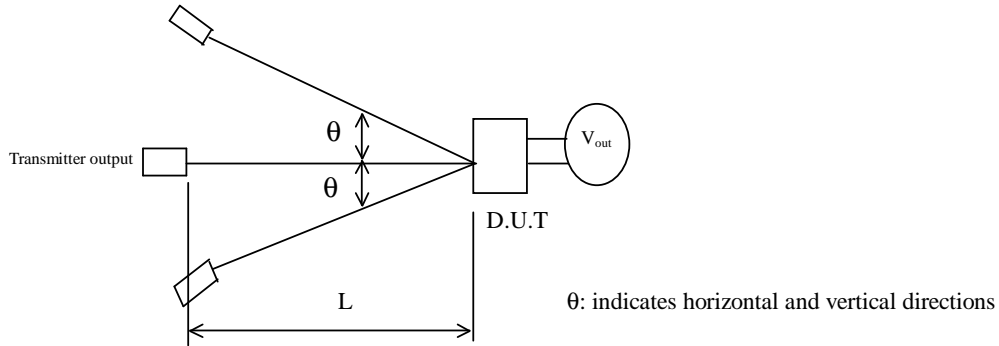 θ
V_out
Transmitter output
θ
D.U.T
L
θ: indicates horizontal and vertical directions